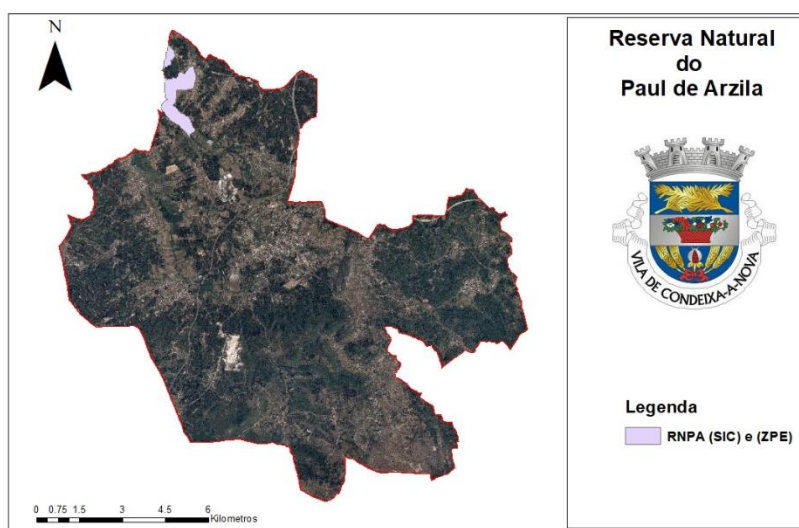 N
0 0.75 1.5 3 4.5 6
Kilometros
Reserva Natural
do
Paul de Arzila
VILA DE CONDEIXA-A-NOVA
Legenda
RNPA (SIC) e (ZPE)